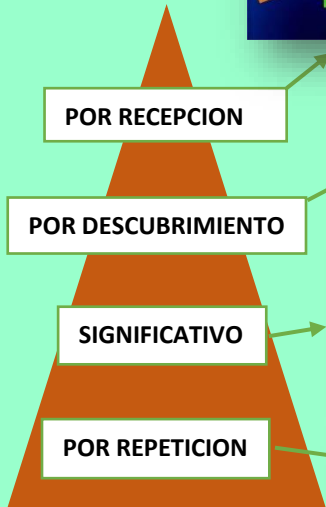 POR RECEPCION
POR DESCUBRIMIENTO
SIGNIFICATIVO
POR REPETICION